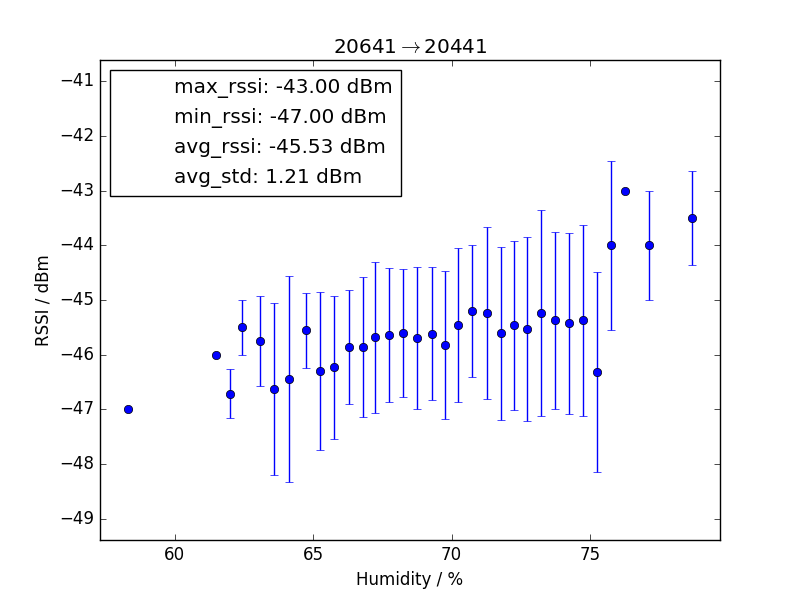 20641→20441
max_rssi: -43.00 dBm
min_rssi: -47.00 dBm
avg_rssi: -45.53 dBm
avg_std: 1.21 dBm
RSSI / dBm
−41
−42
−43
−44
−45
−46
−47
−48
−49
60 65 70 75
Humidity / %